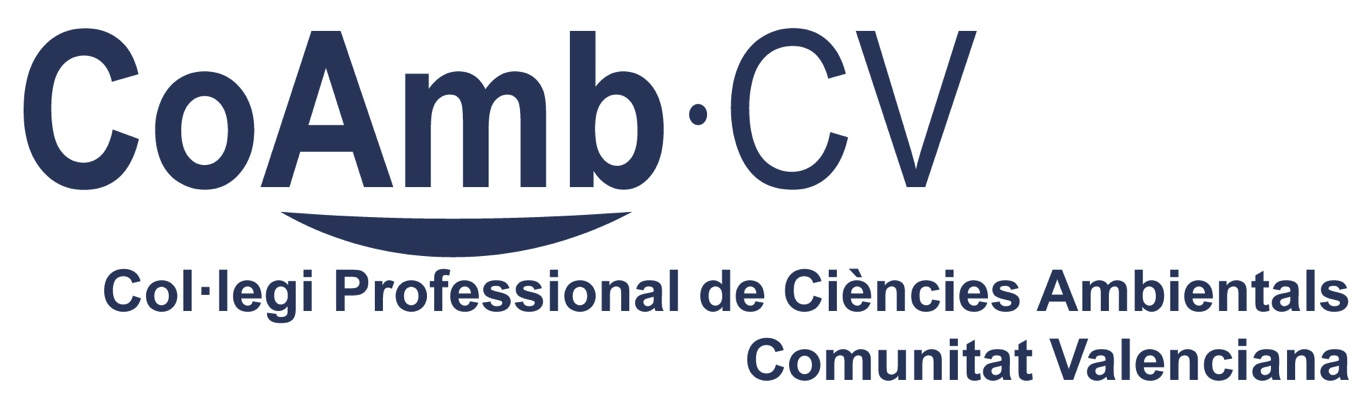 CoAmb·CV
Col·legi Professional de Ciències Ambientals
Comunitat Valenciana